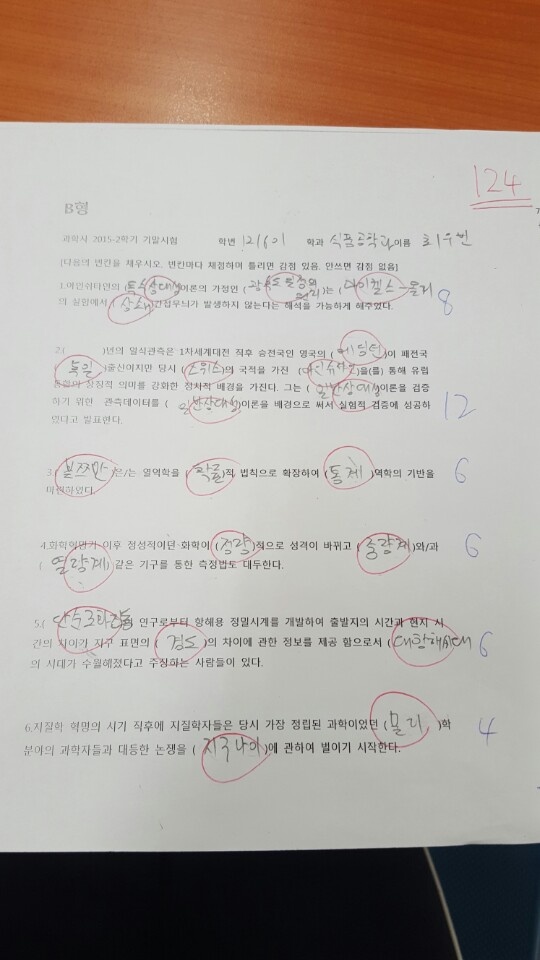 124
B형
과학사 2015-2학기 기말시험 학번 121601 학과 식품공학과 이름 최우번
[다음의 빈칸을 채우시오. 빈칸마다 채점하며 틀리면 감점 있음. 안쓰면 감점 없음]
1.아인쉬타인의 (특수상대성)이론의 가정인 (광속도일정의 원리)는 (마이켈스-몰리
의 실험에서 (상쇄)간섭무늬가 발생하지 않는다는 해석을 가능하게 해주었다. 8
2.( )년의 일식관측은 1차세계대전 직후 승전국인 영국의 (에딩턴)이 패전국
(독일)출신이지만 당시 (스위스)의 국적을 가진 ( )을(를) 통해 유럽
통합의 상징적 의미를 강화한 정치적 배경을 가진다. 그는 (일반상대성)이론을 검증
하기 위한 관측데이터를 (일반상대성)이론을 배경으로 써서 실험적 검증에 성공하
였다고 발표했다. 12
3.(볼쯔만)은/는 열역학을 (확률)적 법칙으로 확장하여 (통계)역학의 기반을
마련하였다. 6
4.화학혁명기 이후 정성적이던 화학이 (정량)적으로 성격이 바뀌고 (중량계)와/과
(열량계) 같은 기구를 통한 측정법도 대두한다. 6
5.( )의 연구로부터 항해용 정밀시계를 개발하여 출발지의 시간과 현지 시
간의 차이가 지구 표면의 (경도)의 차이에 관한 정보를 제공 함으로서 (대항해시대
의 시대가 수월해졌다고 주장하는 사람들이 있다. 6
6.지질학 혁명의 시기 직후에 지질학자들은 당시 가장 정립된 과학이었던 (물리)학
분야의 과학자들과 대등한 논쟁을 (지구나이)에 관하여 벌이기 시작한다. 4